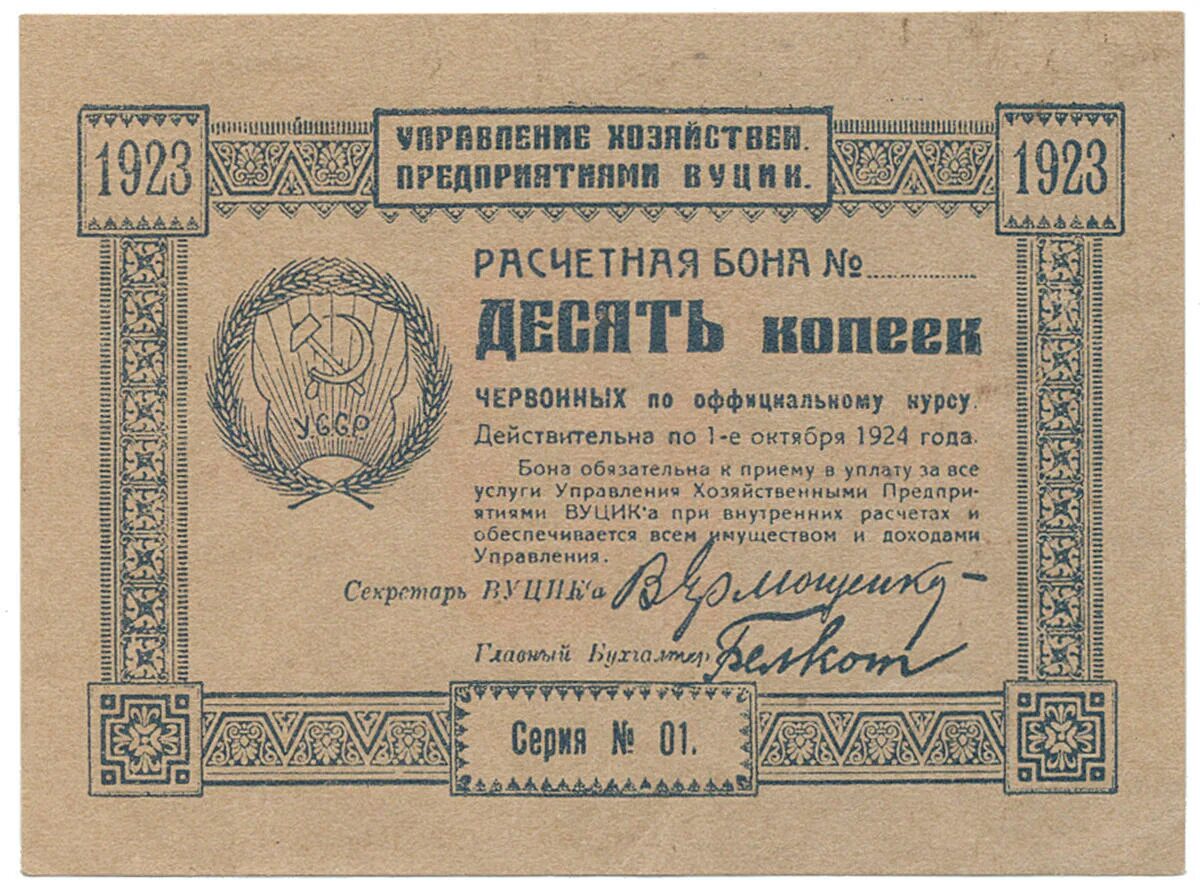 1923
УПРАВЛЕНИЕ ХОЗЯЙСТВЕН.
ПРЕДПРИЯТИЯМИ ВУЦИК.
1923
РАСЧЕТНАЯ БОНА №
ДЕСЯТЬ КОПЕЕК
ЧЕРВОННЫХ по оффициальному курсу.
Действительна по 1-е октября 1924 года.
УССР
Бона обязательна к приему в уплату за все
услуги Управления Хозяйственными Предпри-
ятиями ВУЦИК'а при внутренних расчетах и
обеспечивается всем имуществом и доходами
Управления.
Секретарь ВУЦИК'а В Ярмощенко
Главный Бухгалтер
Серия № 01.